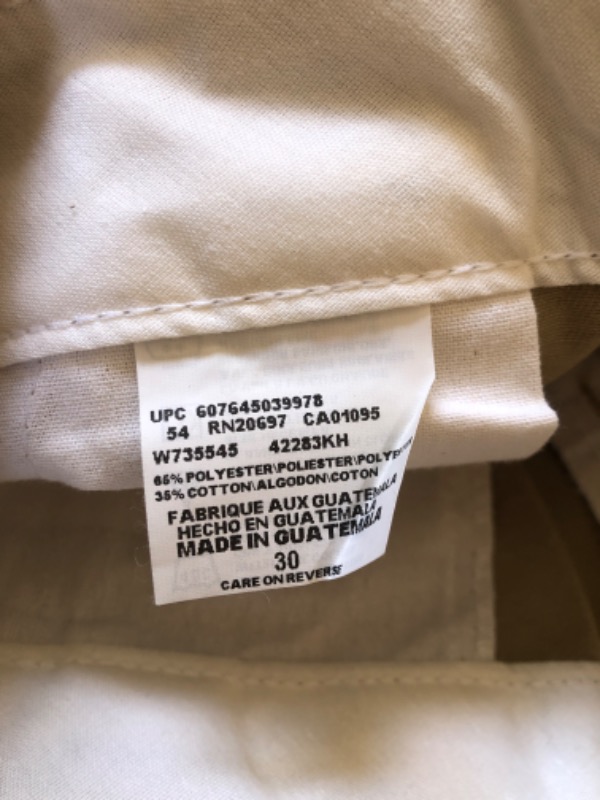 UPC 607645039978
54 RN20697 CA01095
W735545 42283KH
65% POLYESTER\POLIESTER\POLYESTER
35% COTTON\ALGODON\COTON
FABRIQUE AUX GUATEMALA
HECHO EN GUATEMALA
MADE IN GUATEMALA
30
CARE ON REVERSE